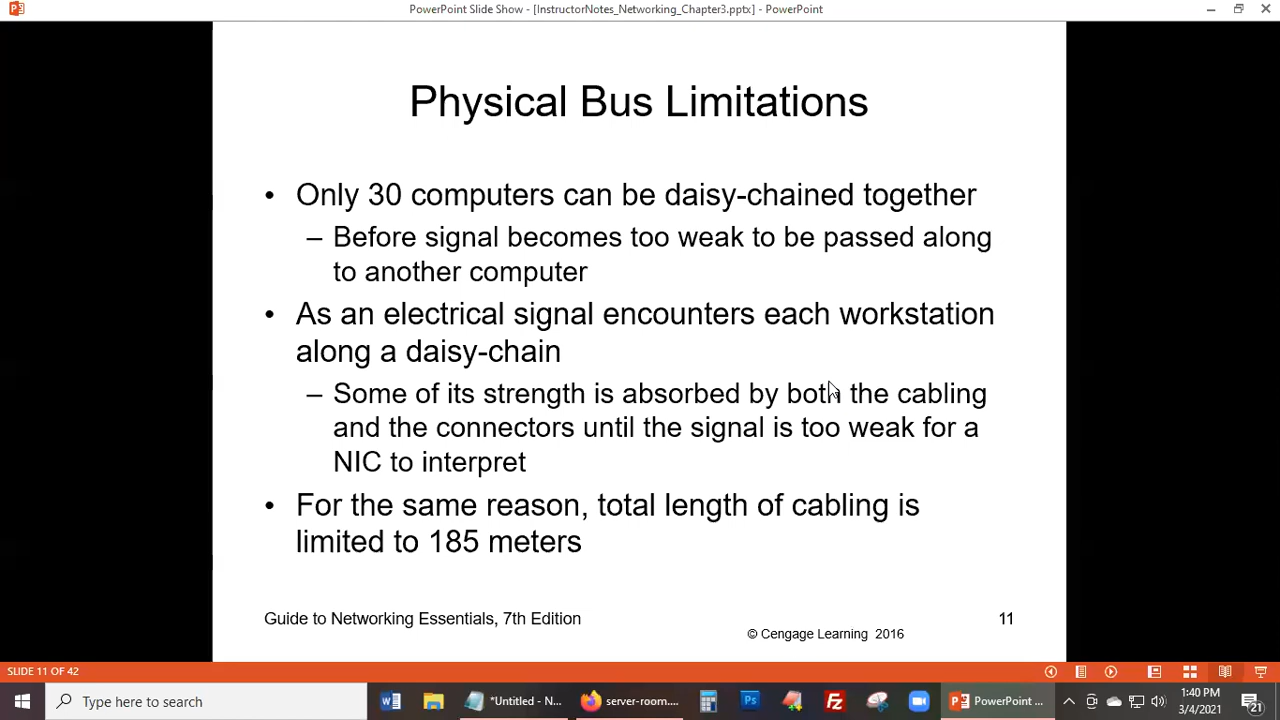 PowerPoint Slide Show - [InstructorNotes_Networking_Chapter3.pptx] - PowerPoint
Physical Bus Limitations
• Only 30 computers can be daisy-chained together
– Before signal becomes too weak to be passed along
to another computer
• As an electrical signal encounters each workstation
along a daisy-chain
– Some of its strength is absorbed by both the cabling
and the connectors until the signal is too weak for a
NIC to interpret
• For the same reason, total length of cabling is
limited to 185 meters
Guide to Networking Essentials, 7th Edition
© Cengage Learning 2016
11
SLIDE 11 OF 42
Type here to search
*Untitled - N...
server-room....
Ps
PowerPoint ...
1:40 PM
3/4/2021
21